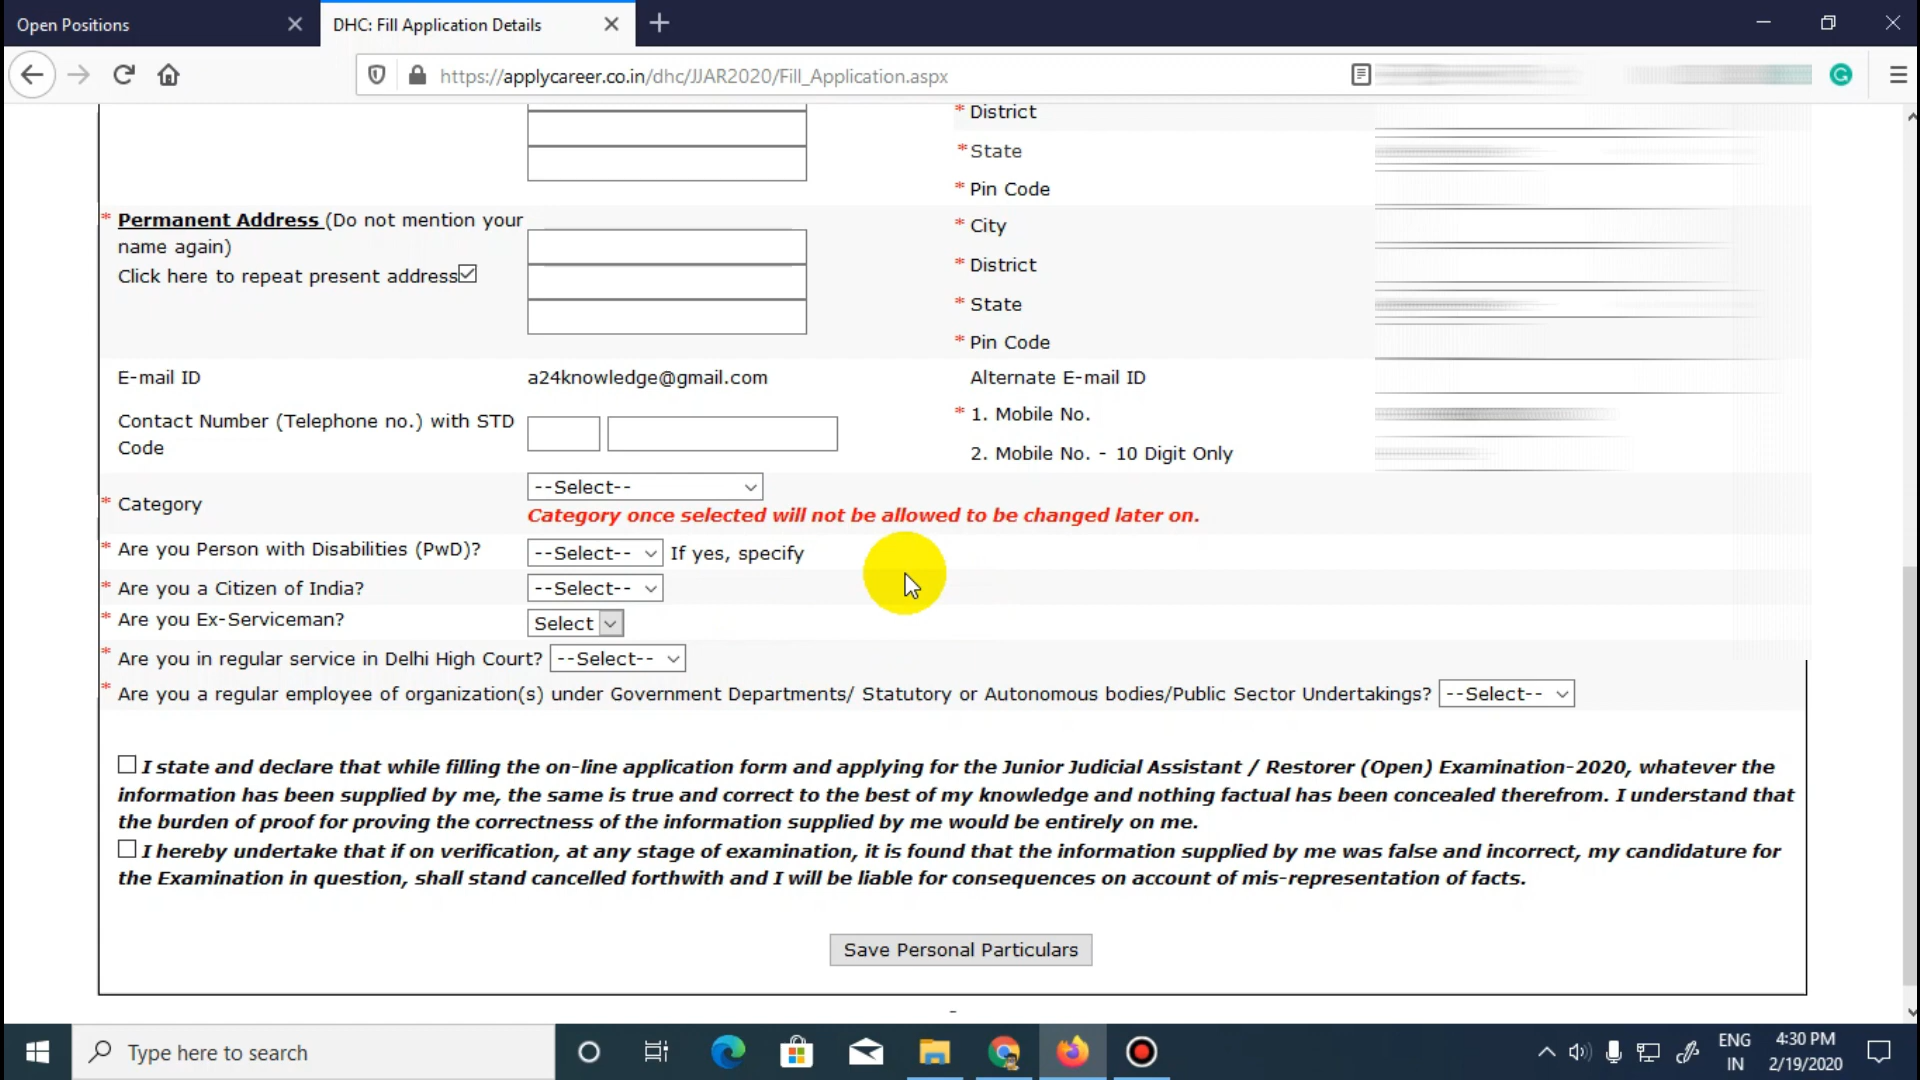 Open Positions
DHC: Fill Application Details
https://applycareer.co.in/dhc/JJAR2020/Fill_Application.aspx
* District
* State
* Pin Code
* Permanent Address (Do not mention your
name again)
Click here to repeat present address
* City
* District
* State
* Pin Code
E-mail ID
a24knowledge@gmail.com
Alternate E-mail ID
Contact Number (Telephone no.) with STD
Code
* 1. Mobile No.
2. Mobile No. - 10 Digit Only
* Category
--Select--
Category once selected will not be allowed to be changed later on.
* Are you Person with Disabilities (PwD)? --Select-- If yes, specify
* Are you a Citizen of India? --Select--
* Are you Ex-Serviceman? Select
* Are you in regular service in Delhi High Court? --Select--
* Are you a regular employee of organization(s) under Government Departments/ Statutory or Autonomous bodies/Public Sector Undertakings? --Select--
I state and declare that while filling the on-line application form and applying for the Junior Judicial Assistant / Restorer (Open) Examination-2020, whatever the
information has been supplied by me, the same is true and correct to the best of my knowledge and nothing factual has been concealed therefrom. I understand that
the burden of proof for proving the correctness of the information supplied by me would be entirely on me.
I hereby undertake that if on verification, at any stage of examination, it is found that the information supplied by me was false and incorrect, my candidature for
the Examination in question, shall stand cancelled forthwith and I will be liable for consequences on account of mis-representation of facts.
Save Personal Particulars
Type here to search
ENG
IN
4:30 PM
2/19/2020